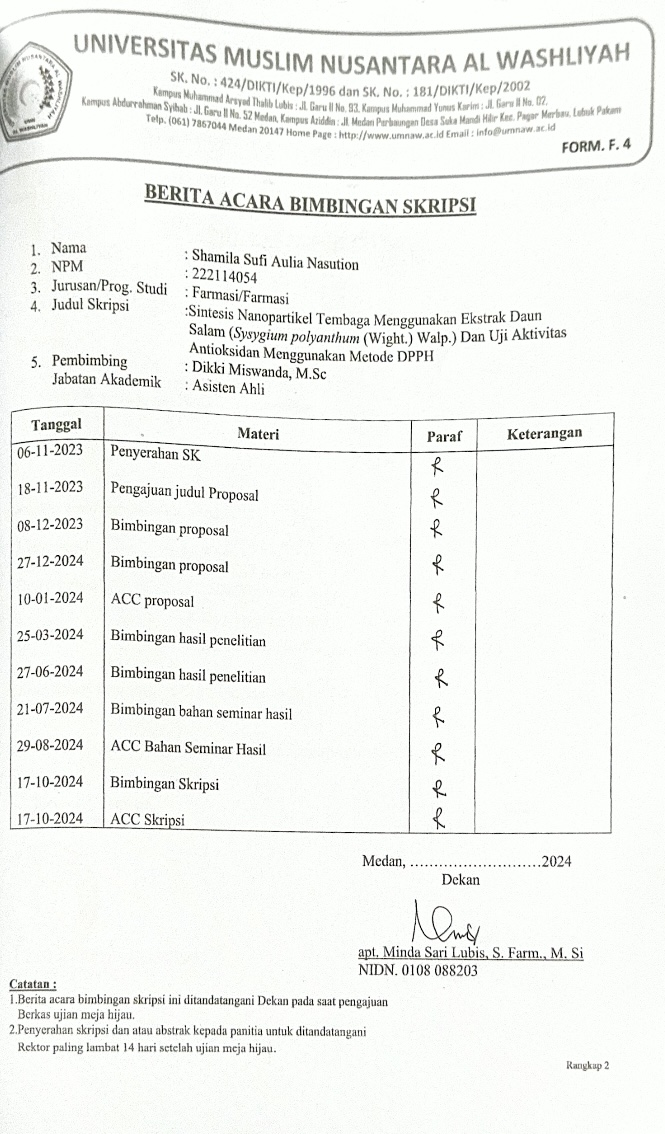 UNIVERSITAS MUSLIM NUSANTARA AL WASHLIYAH
SK. No. : 424/DIKTI/Kep/1996 dan SK. No. : 181/DIKTI/Kep/2002
Kampus Muhammad Arsyad Thalib Lubis : Jl. Garu II No. 93, Kampus Muhammad Yunus Karim : Jl. Garu II No. 02,
Kampus Abdurrahman Syihab : Jl. Garu II No. 52 Medan, Kampus Aziddin : Jl. Medan Perbaungan Desa Suka Mandi Hilir Kec. Pagar Merbau, Lubuk Pakam
Telp. (061) 7867044 Medan 20147 Home Page : http://www.umnaw.ac.id Email : info@umnaw.ac.id
FORM. F. 4
BERITA ACARA BIMBINGAN SKRIPSI
1. Nama : Shamila Sufi Aulia Nasution
2. NPM : 222114054
3. Jurusan/Prog. Studi : Farmasi/Farmasi
4. Judul Skripsi :Sintesis Nanopartikel Tembaga Menggunakan Ekstrak Daun
Salam (Sysygium polyanthum (Wight.) Walp.) Dan Uji Aktivitas
Antioksidan Menggunakan Metode DPPH
5. Pembimbing : Dikki Miswanda, M.Sc
Jabatan Akademik : Asisten Ahli
Tanggal Materi Paraf Keterangan
06-11-2023 Penyerahan SK
18-11-2023 Pengajuan judul Proposal
08-12-2023 Bimbingan proposal
27-12-2024 Bimbingan proposal
10-01-2024 ACC proposal
25-03-2024 Bimbingan hasil penelitian
27-06-2024 Bimbingan hasil penelitian
21-07-2024 Bimbingan bahan seminar hasil
29-08-2024 ACC Bahan Seminar Hasil
17-10-2024 Bimbingan Skripsi
17-10-2024 ACC Skripsi
Medan, ...........................2024
Dekan
apt. Minda Sari Lubis, S. Farm., M. Si
NIDN. 0108 088203
Catatan :
1.Berita acara bimbingan skripsi ini ditandatangani Dekan pada saat pengajuan
Berkas ujian meja hijau.
2.Penyerahan skripsi dan atau abstrak kepada panitia untuk ditandatangani
Rektor paling lambat 14 hari setelah ujian meja hijau.
Rangkap 2